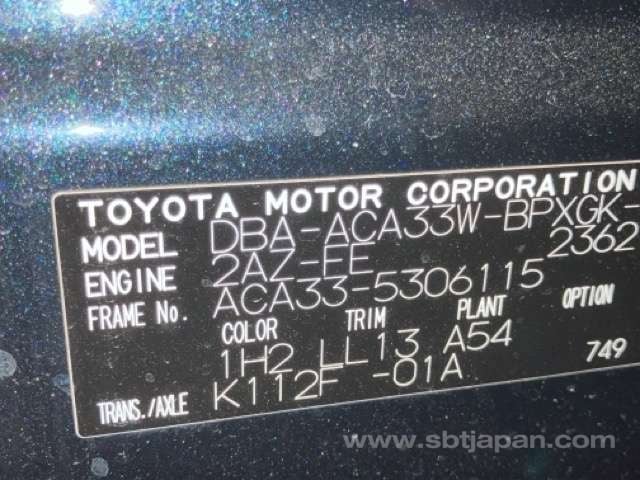 TOYOTA MOTOR CORPORATION
MODEL DBA-ACA33W-BPXGK-
2362
ENGINE 2AZ-FE
FRAME No. ACA33-5306115
COLOR TRIM PLANT OPTION
1H2 LL13 A54 749
TRANS./AXLE K112F -01A
www.sbtjapan.com